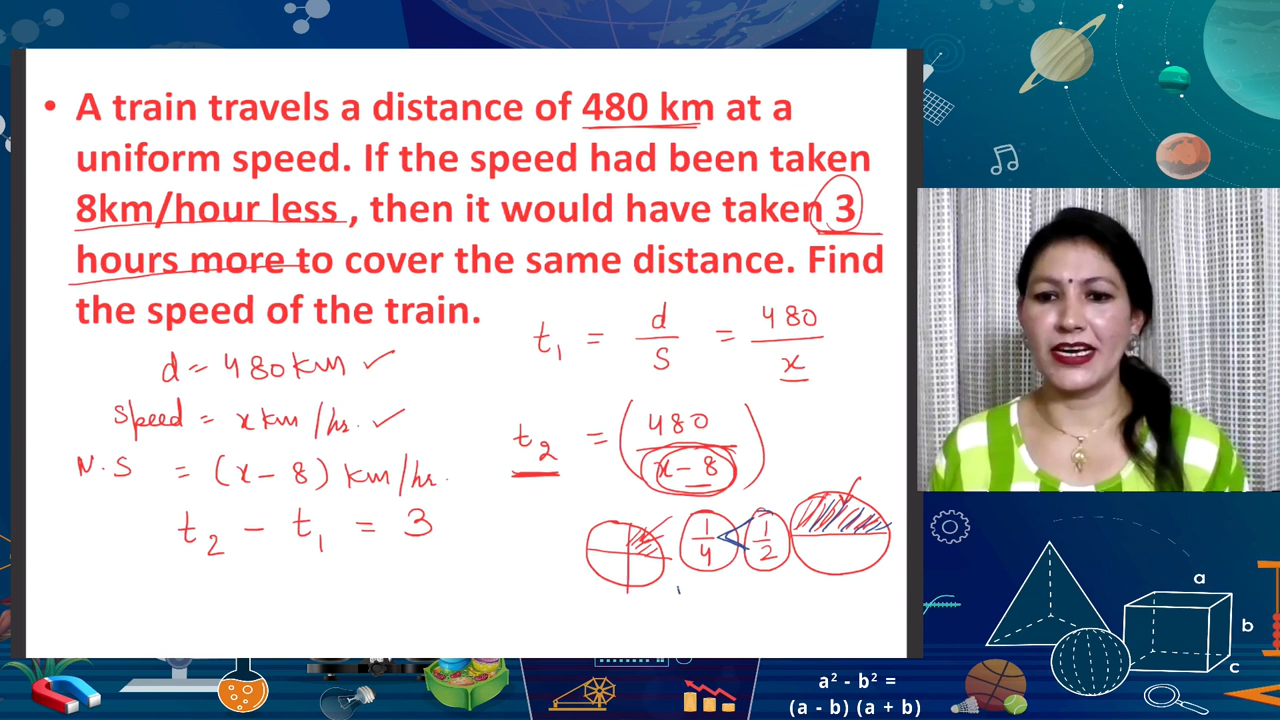 • A train travels a distance of 480 km at a
uniform speed. If the speed had been taken
8km/hour less , then it would have taken 3
hours more to cover the same distance. Find
the speed of the train.
t₁ = d/s = 480/x
d = 480 km ✓
Speed = x km/hr. ✓
t₂ = (480/(x - 8))
N.S = (x - 8) km/hr.
t₂ - t₁ = 3
1/4 < 1/2
a
b
c
a² - b² =
(a - b) (a + b)